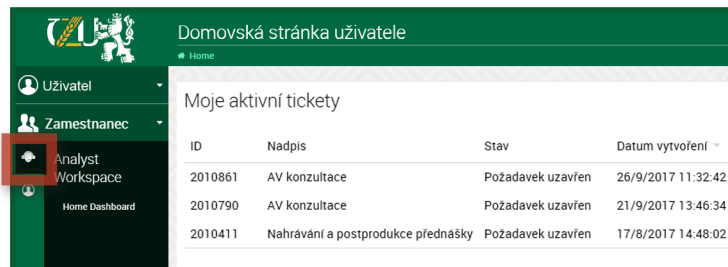 ČZU
Domovská stránka uživatele
Home
Uživatel
Zamestnanec
Analyst
Workspace
Home Dashboard
Moje aktivní tickety
ID Nadpis Stav Datum vytvoření
2010861 AV konzultace Požadavek uzavřen 26/9/2017 11:32:42
2010790 AV konzultace Požadavek uzavřen 21/9/2017 13:46:34
2010411 Nahrávání a postprodukce přednášky Požadavek uzavřen 17/8/2017 14:48:02